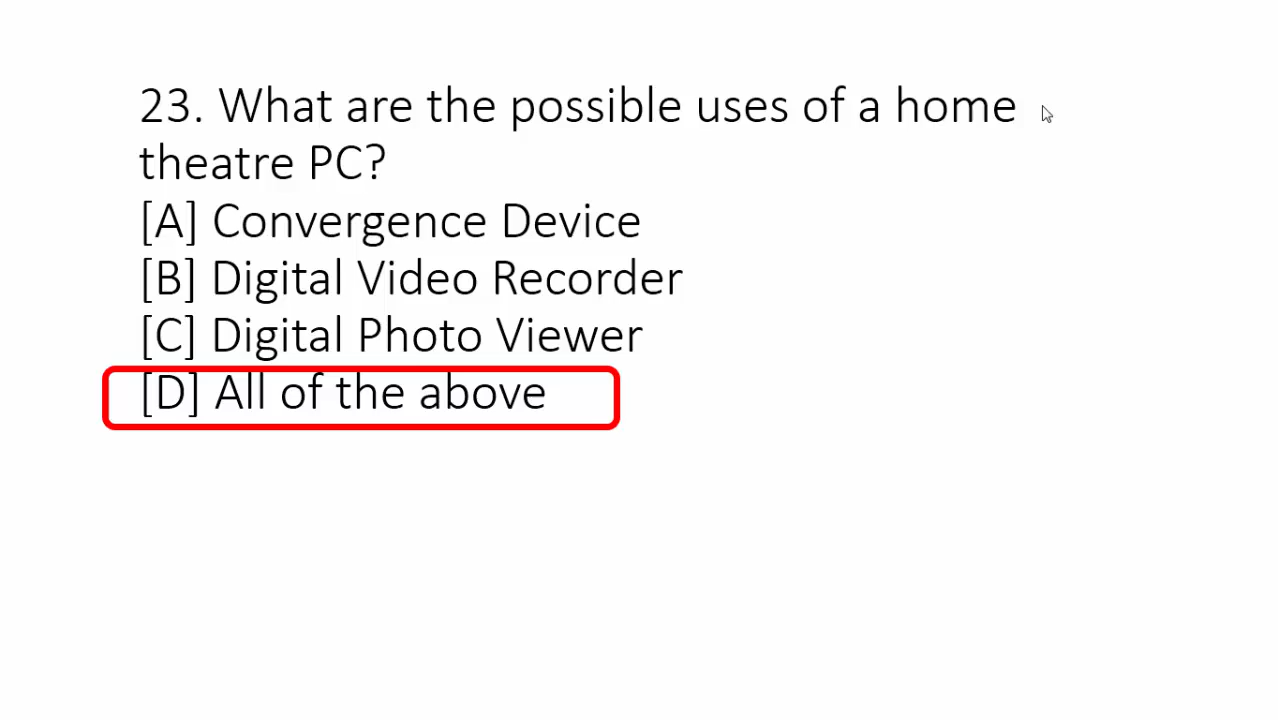 23. What are the possible uses of a home
theatre PC?
[A] Convergence Device
[B] Digital Video Recorder
[C] Digital Photo Viewer
[D] All of the above